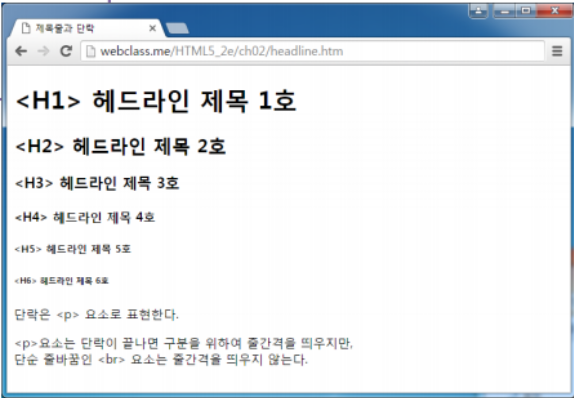 제목줄과 단락
webclass.me/HTML5_2e/ch02/headline.htm
<H1> 헤드라인 제목 1호
<H2> 헤드라인 제목 2호
<H3> 헤드라인 제목 3호
<H4> 헤드라인 제목 4호
<H5> 헤드라인 제목 5호
<H6> 헤드라인 제목 6호
단락은 <p> 요소로 표현한다.
<p>요소는 단락이 끝나면 구분을 위하여 줄간격을 띄우지만,
단순 줄바꿈인 <br> 요소는 줄간격을 띄우지 않는다.